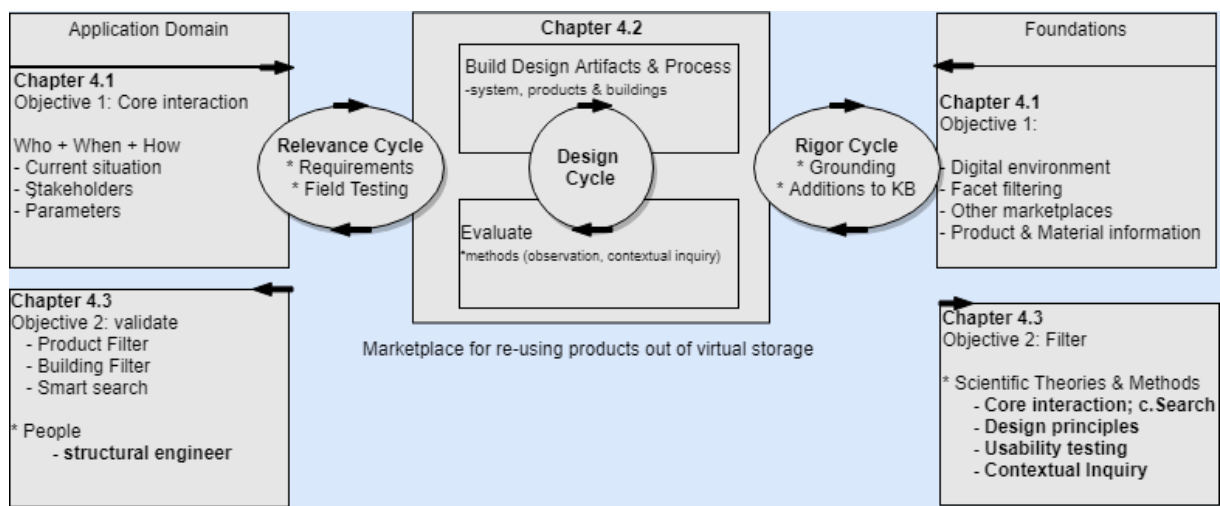 Application Domain
Chapter 4.1
Objective 1: Core interaction
Who + When + How
- Current situation
- Stakeholders
- Parameters
Chapter 4.3
Objective 2: validate
- Product Filter
- Building Filter
- Smart search
* People
- structural engineer
Relevance Cycle
* Requirements
* Field Testing
Chapter 4.2
Build Design Artifacts & Process
-system, products & buildings
Design
Cycle
Evaluate
*methods (observation, contextual inquiry)
Marketplace for re-using products out of virtual storage
Rigor Cycle
* Grounding
* Additions to KB
Foundations
Chapter 4.1
Objective 1:
- Digital environment
- Facet filtering
- Other marketplaces
- Product & Material information
Chapter 4.3
Objective 2: Filter
* Scientific Theories & Methods
- Core interaction; c.Search
- Design principles
- Usability testing
- Contextual Inquiry